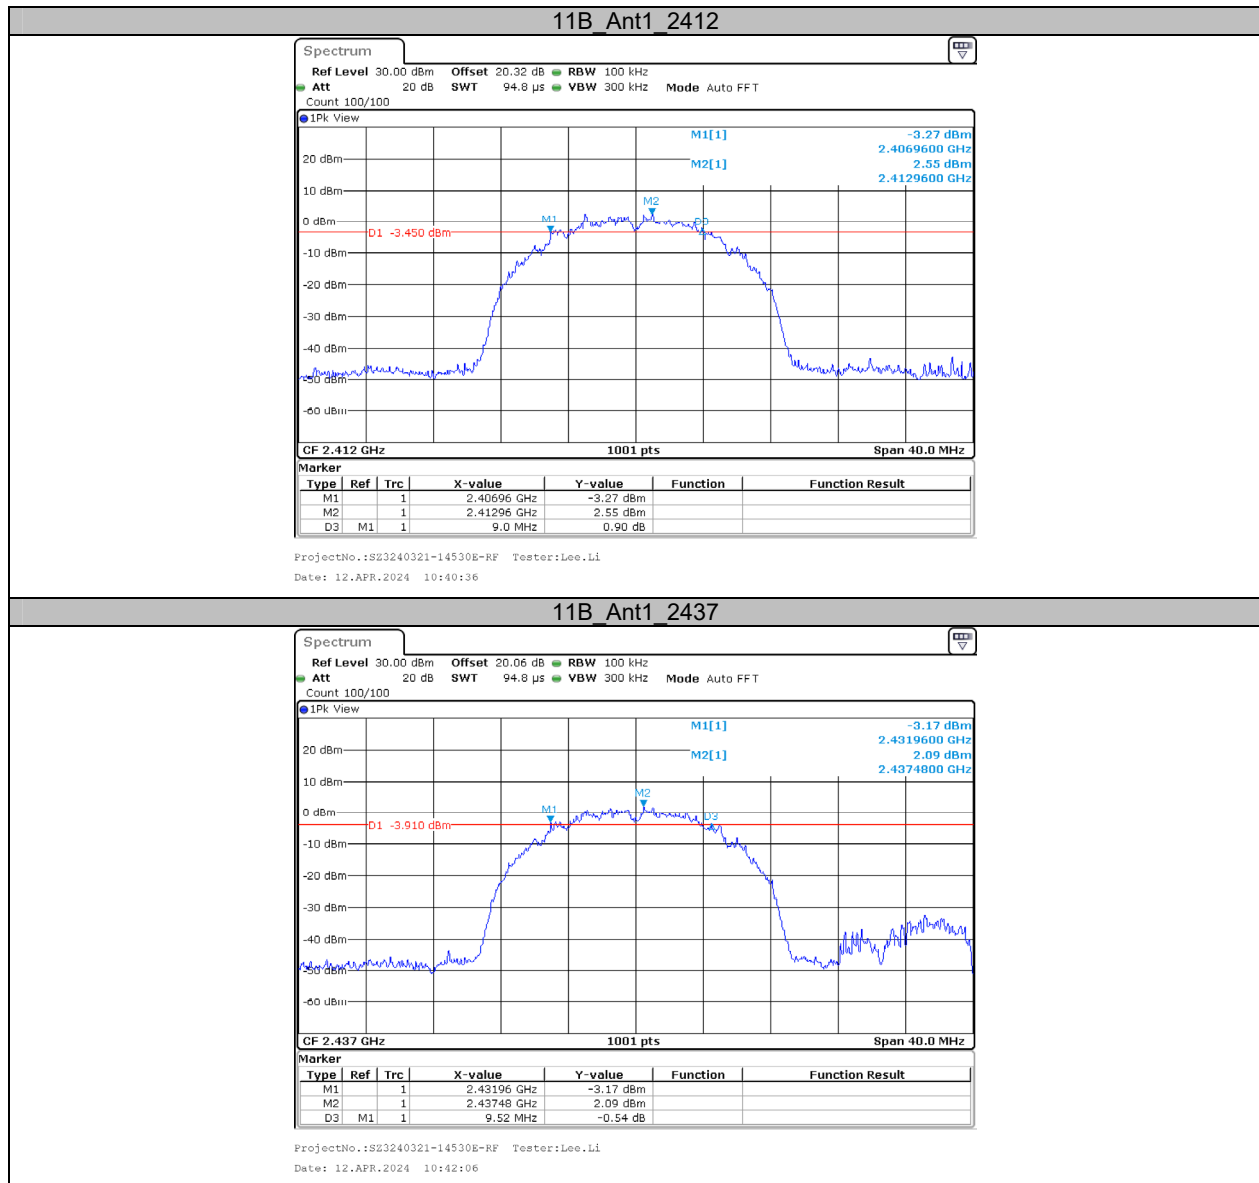 11B_Ant1_2412
Spectrum
Ref Level 30.00 dBm Offset 20.32 dB RBW 100 kHz
Att 20 dB SWT 94.8 µs VBW 300 kHz Mode Auto FFT
Count 100/100
1Pk View
M1[1] -3.27 dBm
2.4069600 GHz
20 dBm
M2[1] 2.55 dBm
2.4129600 GHz
10 dBm
M2
0 dBm
M1
D3
D1 -3.450 dBm
-10 dBm
-20 dBm
-30 dBm
-40 dBm
-50 dBm
-60 dBm
CF 2.412 GHz 1001 pts Span 40.0 MHz
Marker
Type Ref Trc X-value Y-value Function Function Result
M1 1 2.40696 GHz -3.27 dBm
M2 1 2.41296 GHz 2.55 dBm
D3 M1 1 9.0 MHz 0.90 dB
ProjectNo.:SZ3240321-14530E-RF Tester:Lee.Li
Date: 12.APR.2024 10:40:36
11B_Ant1_2437
Spectrum
Ref Level 30.00 dBm Offset 20.06 dB RBW 100 kHz
Att 20 dB SWT 94.8 µs VBW 300 kHz Mode Auto FFT
Count 100/100
1Pk View
M1[1] -3.17 dBm
2.4319600 GHz
20 dBm
M2[1] 2.09 dBm
2.4374800 GHz
10 dBm
M2
0 dBm
M1
D3
D1 -3.910 dBm
-10 dBm
-20 dBm
-30 dBm
-40 dBm
-50 dBm
-60 dBm
CF 2.437 GHz 1001 pts Span 40.0 MHz
Marker
Type Ref Trc X-value Y-value Function Function Result
M1 1 2.43196 GHz -3.17 dBm
M2 1 2.43748 GHz 2.09 dBm
D3 M1 1 9.52 MHz -0.54 dB
ProjectNo.:SZ3240321-14530E-RF Tester:Lee.Li
Date: 12.APR.2024 10:42:06